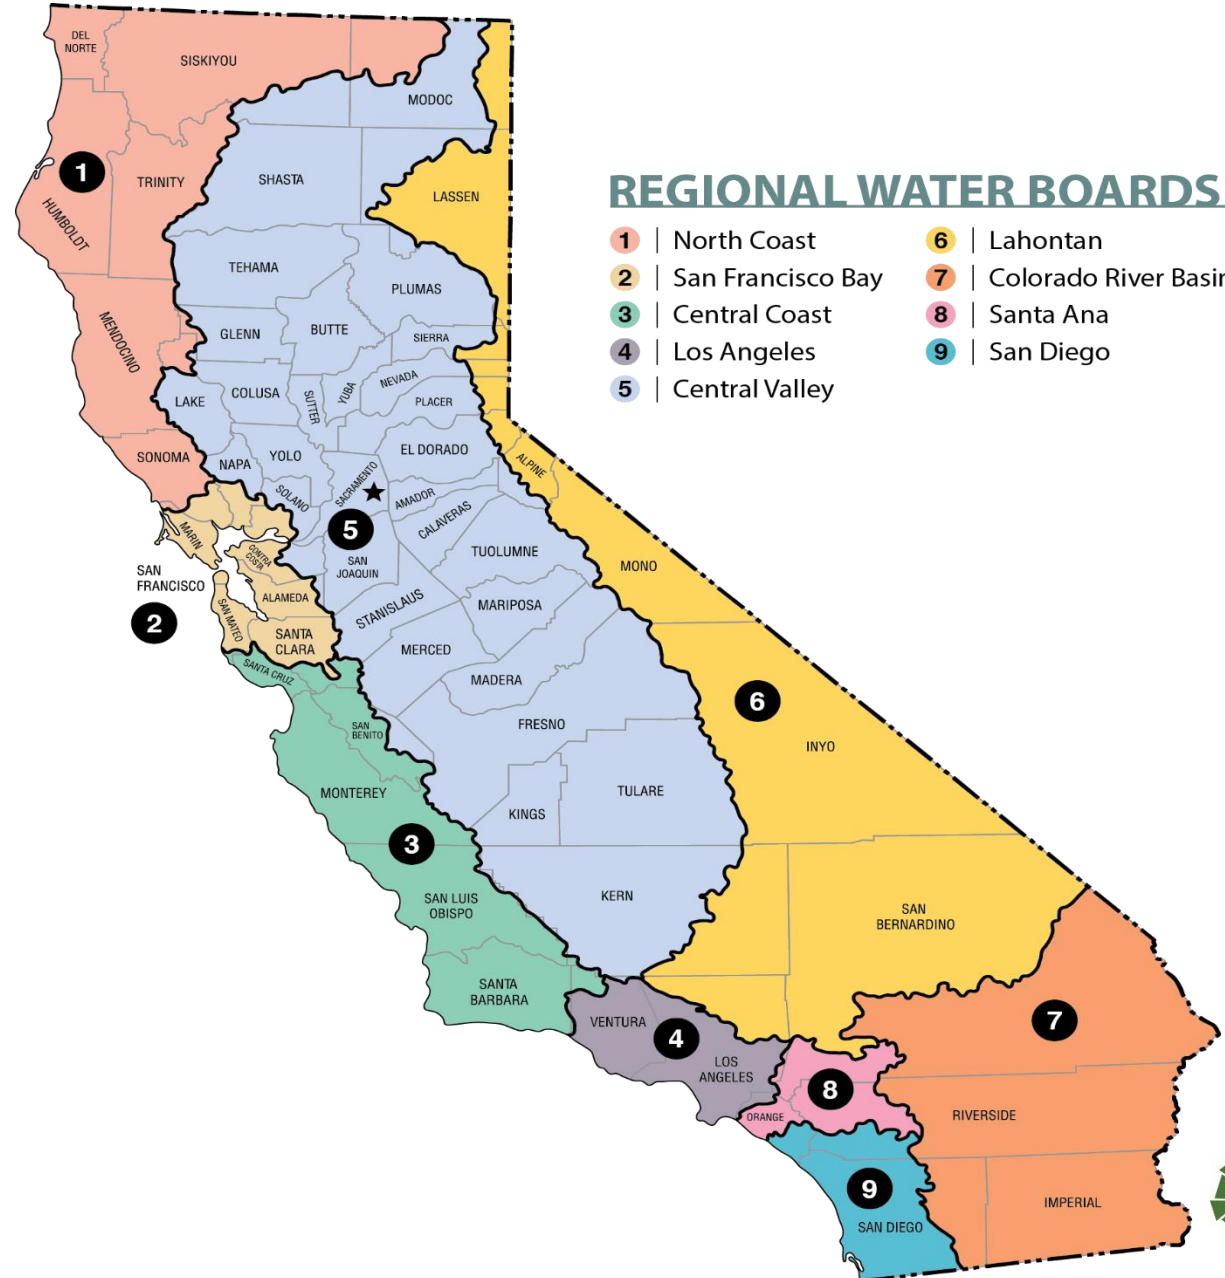 DEL
NORTE
SISKIYOU
MODOC
1
TRINITY
SHASTA
LASSEN
HUMBOLDT
REGIONAL WATER BOARDS
1 | North Coast
2 | San Francisco Bay
3 | Central Coast
4 | Los Angeles
5 | Central Valley
6 | Lahontan
7 | Colorado River Basin
8 | Santa Ana
9 | San Diego
TEHAMA
PLUMAS
MENDOCINO
GLENN
BUTTE
SIERRA
LAKE
COLUSA
SUTTER
YUBA
NEVADA
PLACER
SONOMA
NAPA
YOLO
EL DORADO
ALPINE
SOLANO
SACRAMENTO
AMADOR
CALAVERAS
5
MARIN
CONTRA
COSTA
SAN
JOAQUIN
TUOLUMNE
MONO
SAN
FRANCISCO
2
ALAMEDA
SAN MATEO
SANTA
CLARA
STANISLAUS
MARIPOSA
MERCED
SANTA CRUZ
MADERA
6
SAN
BENITO
FRESNO
INYO
MONTEREY
KINGS
TULARE
3
SAN LUIS
OBISPO
KERN
SAN
BERNARDINO
SANTA
BARBARA
VENTURA
4
LOS
ANGELES
7
8
ORANGE
RIVERSIDE
9
SAN DIEGO
IMPERIAL